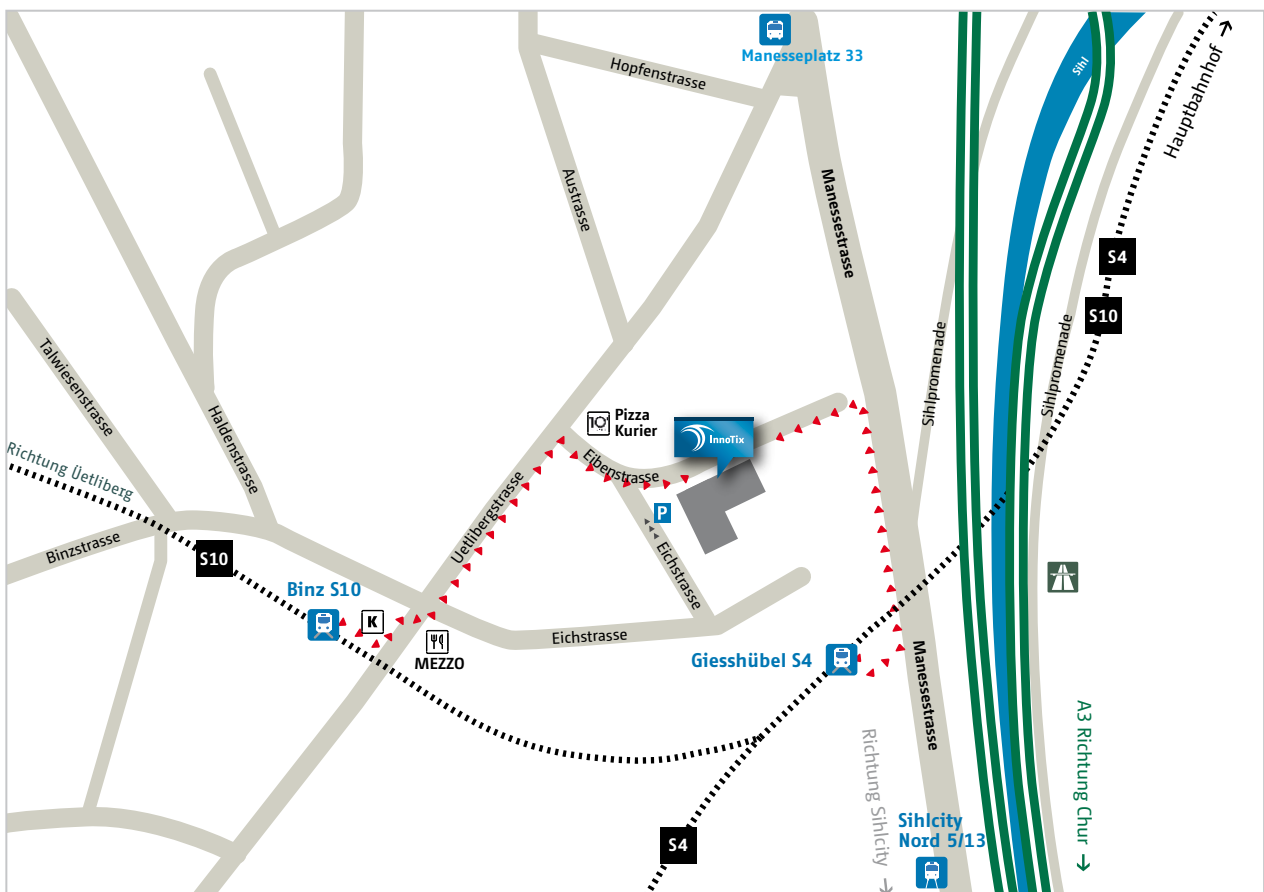 Manesseplatz 33
Hopfenstrasse
Sihl
Hauptbahnhof →
Austrasse
Manessestrasse
S4
S10
Talwiesenstrasse
Haldenstrasse
Sihlpromenade
Sihlpromenade
Pizza
Kurier
InnoTix
Richtung Üetliberg
Eibenstrasse
Uetlibergstrasse
P
Binzstrasse
S10
Eichstrasse
Binz S10
K
Eichstrasse
MEZZO
Giesshübel S4
Manessestrasse
A3 Richtung Chur →
Richtung Sihlcity →
Sihlcity
Nord 5/13
S4